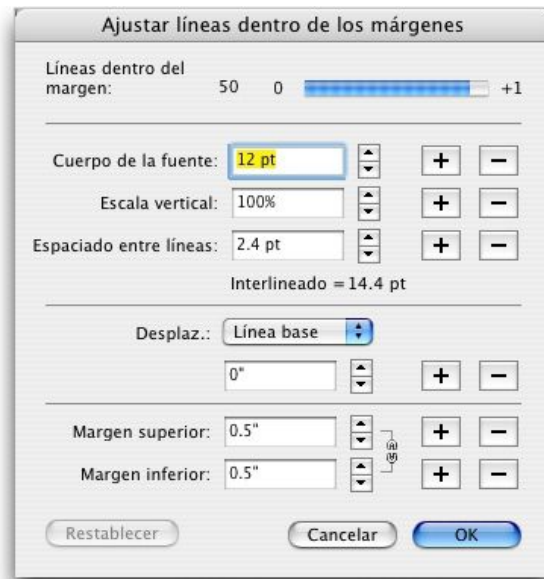 Ajustar líneas dentro de los márgenes
Líneas dentro del
margen: 50 0 +1
Cuerpo de la fuente: 12 pt + −
Escala vertical: 100% + −
Espaciado entre líneas: 2.4 pt + −
Interlineado = 14.4 pt
Desplaz.: Línea base
0" + −
Margen superior: 0.5" + −
Margen inferior: 0.5" + −
Restablecer Cancelar OK